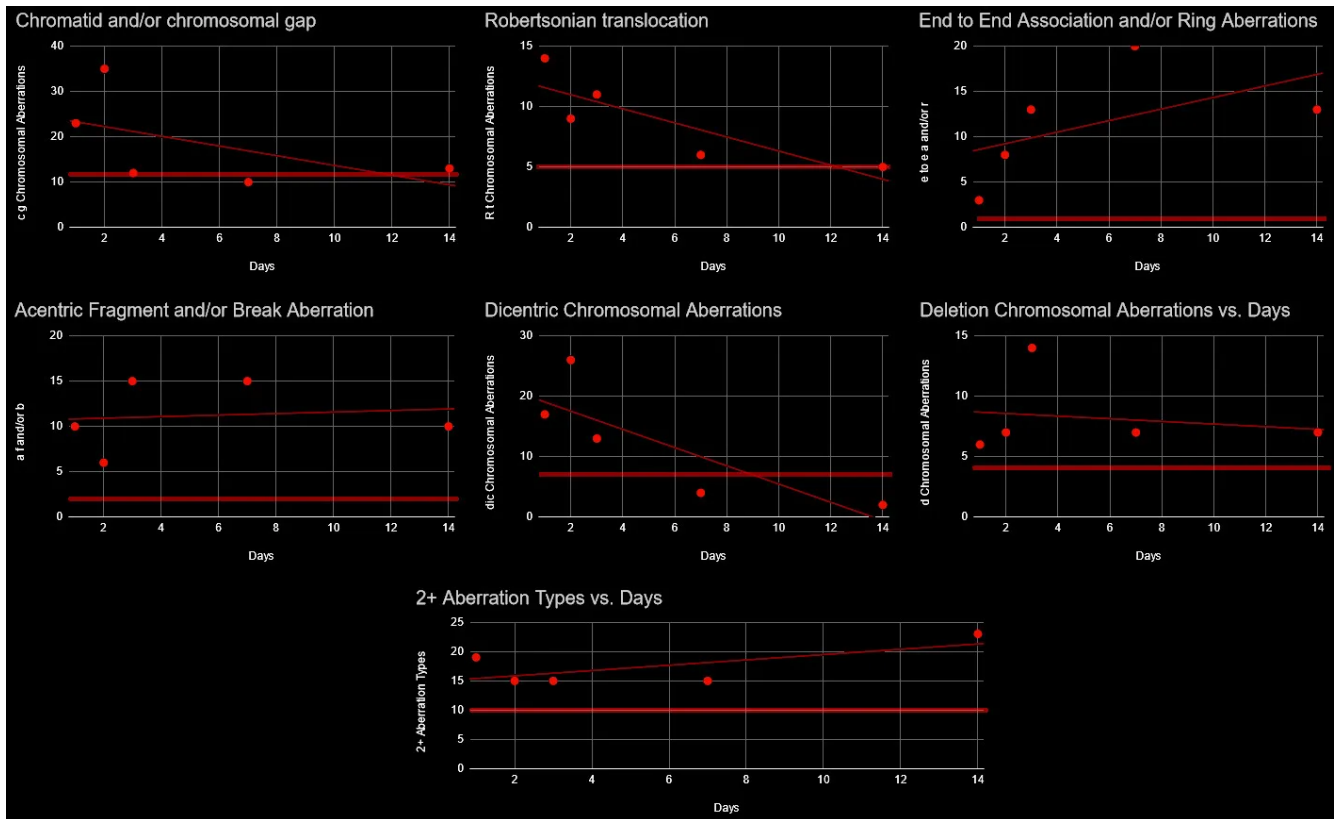 Chromatid and/or chromosomal gap
c g Chromosomal Aberrations
40
30
20
10
0
2 4 6 8 10 12 14
Days
Robertsonian translocation
R t Chromosomal Aberrations
15
10
5
0
2 4 6 8 10 12 14
Days
End to End Association and/or Ring Aberrations
e to e a and/or r
20
15
10
5
0
2 4 6 8 10 12 14
Days
Acentric Fragment and/or Break Aberration
a f and/or b
20
15
10
5
0
2 4 6 8 10 12 14
Days
Dicentric Chromosomal Aberrations
dic Chromosomal Aberrations
30
20
10
0
2 4 6 8 10 12 14
Days
Deletion Chromosomal Aberrations vs. Days
d Chromosomal Aberrations
15
10
5
0
2 4 6 8 10 12 14
Days
2+ Aberration Types vs. Days
2+ Aberration Types
25
20
15
10
5
0
2 4 6 8 10 12 14
Days